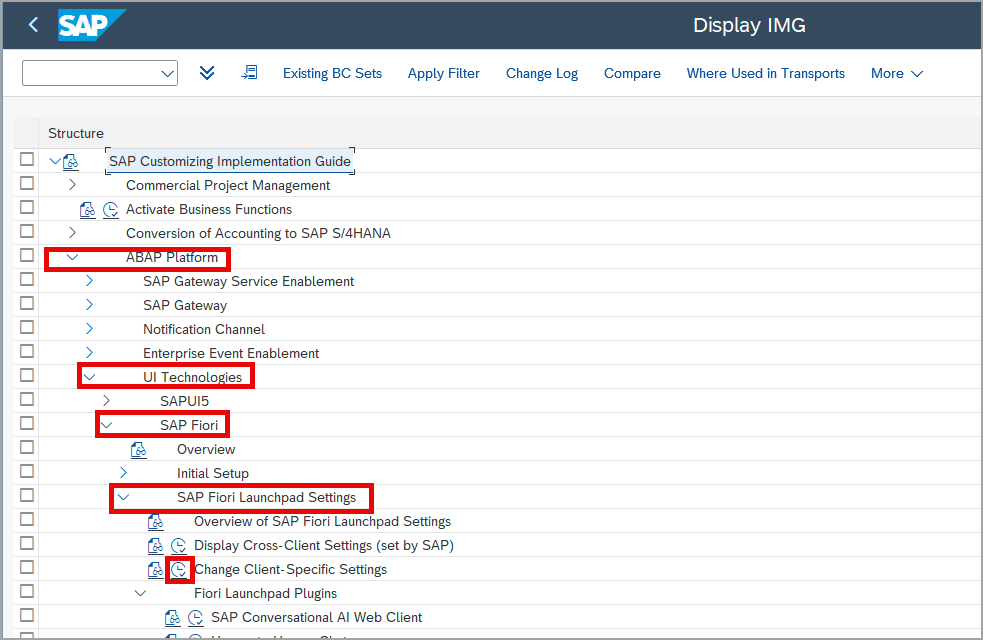 SAP Display IMG
Existing BC Sets Apply Filter Change Log Compare Where Used in Transports More
Structure
SAP Customizing Implementation Guide
Commercial Project Management
Activate Business Functions
Conversion of Accounting to SAP S/4HANA
ABAP Platform
SAP Gateway Service Enablement
SAP Gateway
Notification Channel
Enterprise Event Enablement
UI Technologies
SAPUI5
SAP Fiori
Overview
Initial Setup
SAP Fiori Launchpad Settings
Overview of SAP Fiori Launchpad Settings
Display Cross-Client Settings (set by SAP)
Change Client-Specific Settings
Fiori Launchpad Plugins
SAP Conversational AI Web Client